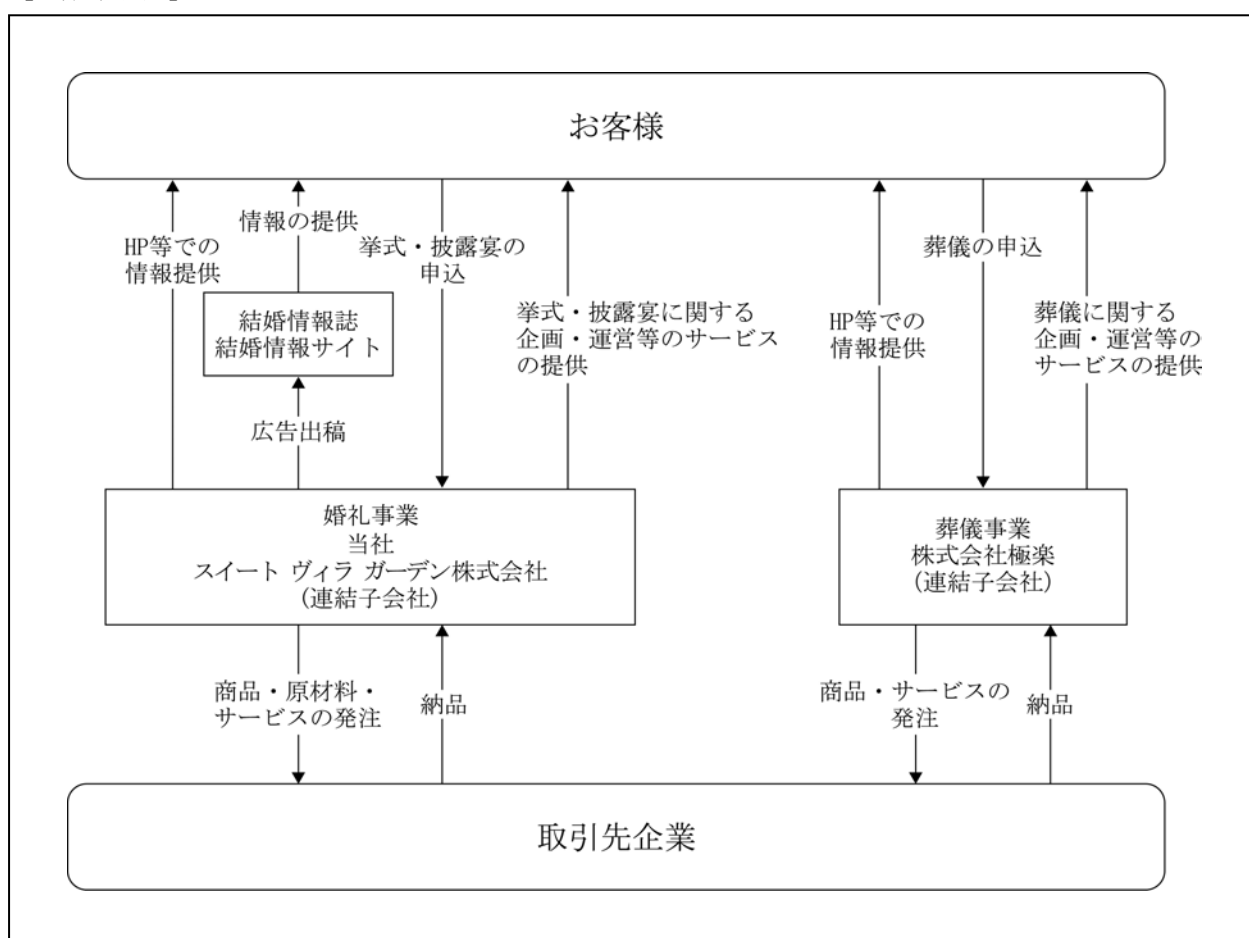 お客様
HP等での
情報提供
情報の提供
結婚情報誌
結婚情報サイト
広告出稿
挙式・披露宴の
申込
挙式・披露宴に関する
企画・運営等のサービス
の提供
HP等での
情報提供
葬儀の申込
葬儀に関する
企画・運営等の
サービスの提供
婚礼事業
当社
スイート ヴィラ ガーデン株式会社
(連結子会社)
葬儀事業
株式会社極楽
(連結子会社)
商品・原材料・
サービスの発注
納品
商品・サービスの
発注
納品
取引先企業